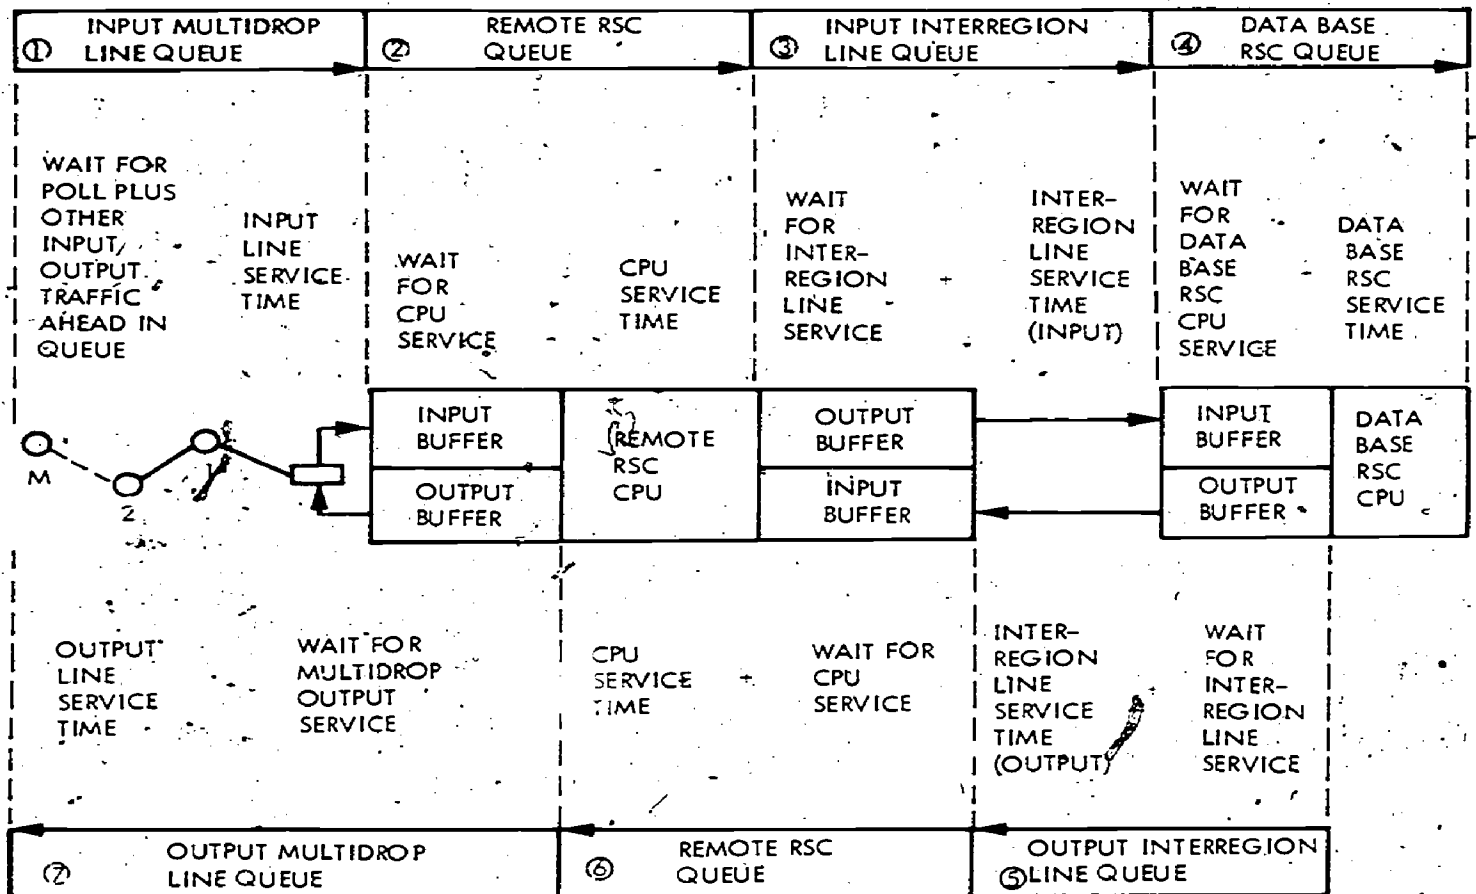 ① INPUT MULTIDROP
LINE QUEUE
② REMOTE RSC
QUEUE
③ INPUT INTERREGION
LINE QUEUE
④ DATA BASE
RSC QUEUE
WAIT FOR
POLL PLUS
OTHER
INPUT/
OUTPUT
TRAFFIC
AHEAD IN
QUEUE
INPUT
LINE
SERVICE
TIME
WAIT
FOR
CPU
SERVICE
CPU
SERVICE
TIME
WAIT
FOR
INTER-
REGION
LINE
SERVICE
+
INTER-
REGION
LINE
SERVICE
TIME
(INPUT)
WAIT
FOR
DATA
BASE
RSC
CPU
SERVICE
DATA
BASE
RSC
SERVICE
TIME
M
2
1
INPUT
BUFFER
OUTPUT
BUFFER
REMOTE
RSC
CPU
OUTPUT
BUFFER
INPUT
BUFFER
INPUT
BUFFER
OUTPUT
BUFFER
DATA
BASE
RSC
CPU
OUTPUT
LINE
SERVICE
TIME
WAIT FOR
MULTIDROP
OUTPUT
SERVICE
CPU
SERVICE
TIME
+
WAIT FOR
CPU
SERVICE
INTER-
REGION
LINE
SERVICE
TIME
(OUTPUT)
+
WAIT
FOR
INTER-
REGION
LINE
SERVICE
⑦ OUTPUT MULTIDROP
LINE QUEUE
⑥ REMOTE RSC
QUEUE
OUTPUT INTERREGION
⑤ LINE QUEUE